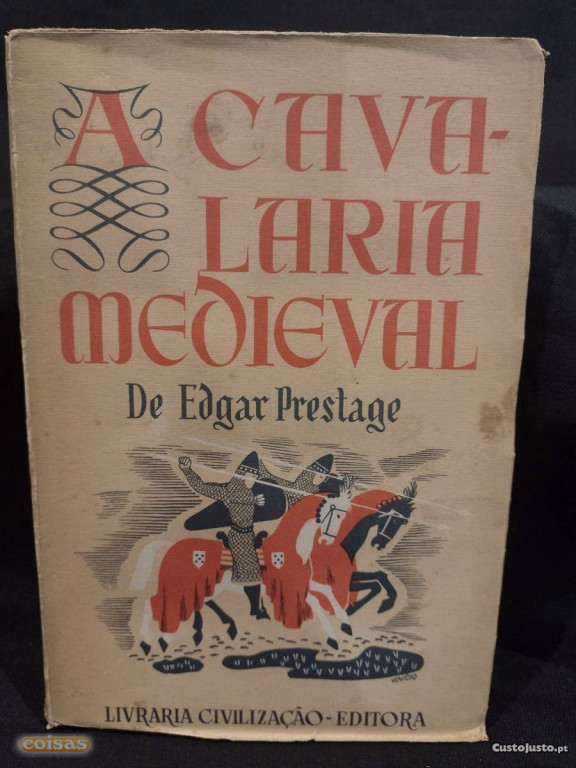 A CAVA-
LARIA
MEDIEVAL
De Edgar Prestage
LIVRARIA CIVILIZAÇÃO-EDITORA
coisas
CustoJusto.pt